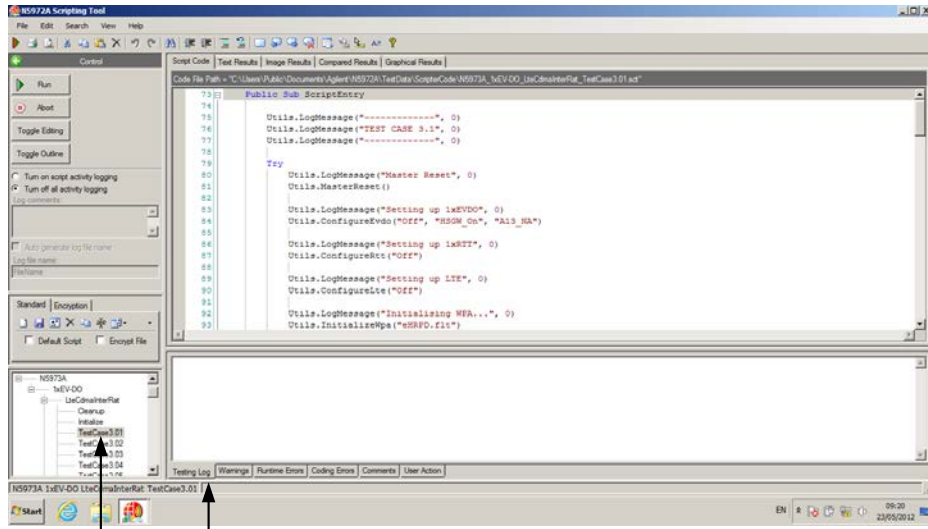 N5972A Scripting Tool
File Edit Search View Help
Control
Run
Abort
Toggle Editing
Toggle Outline
Turn on script activity logging
Turn off all activity logging
Log comments:
Auto generate log file name
Log file name:
FileName
Standard Encryption
Default Script Encrypt File
N5973A
1xEV-DO
LteCdmaInterRat
Cleanup
Initialize
TestCase3.01
TestCase3.02
TestCase3.03
TestCase3.04
TestCase3.05
Script Code Text Results Image Results Compared Results Graphical Results
Code File Path = "C:\Users\Public\Documents\Agilent\N5972A\TestData\ScripterCode\N5973A_1xEV-DO_LteCdmaInterRat_TestCase3.01.sct"
73 Public Sub ScriptEntry
74
75 Utils.LogMessage("-------------", 0)
76 Utils.LogMessage("TEST CASE 3.1", 0)
77 Utils.LogMessage("-------------", 0)
78
79 Try
80 Utils.LogMessage("Master Reset", 0)
81 Utils.MasterReset()
82
83 Utils.LogMessage("Setting up 1xEVDO", 0)
84 Utils.ConfigureEvdo("Off", "HSGW_On", "A13_NA")
85
86 Utils.LogMessage("Setting up 1xRTT", 0)
87 Utils.ConfigureRtt("Off")
88
89 Utils.LogMessage("Setting up LTE", 0)
90 Utils.ConfigureLte("Off")
91
92 Utils.LogMessage("Initialising WPA...", 0)
93 Utils.InitializeWpa("eHRPD.flt")
Testing Log Warnings Runtime Errors Coding Errors Comments User Action
N5973A 1xEV-DO LteCdmaInterRat TestCase3.01
Start
EN
09:20
23/05/2012